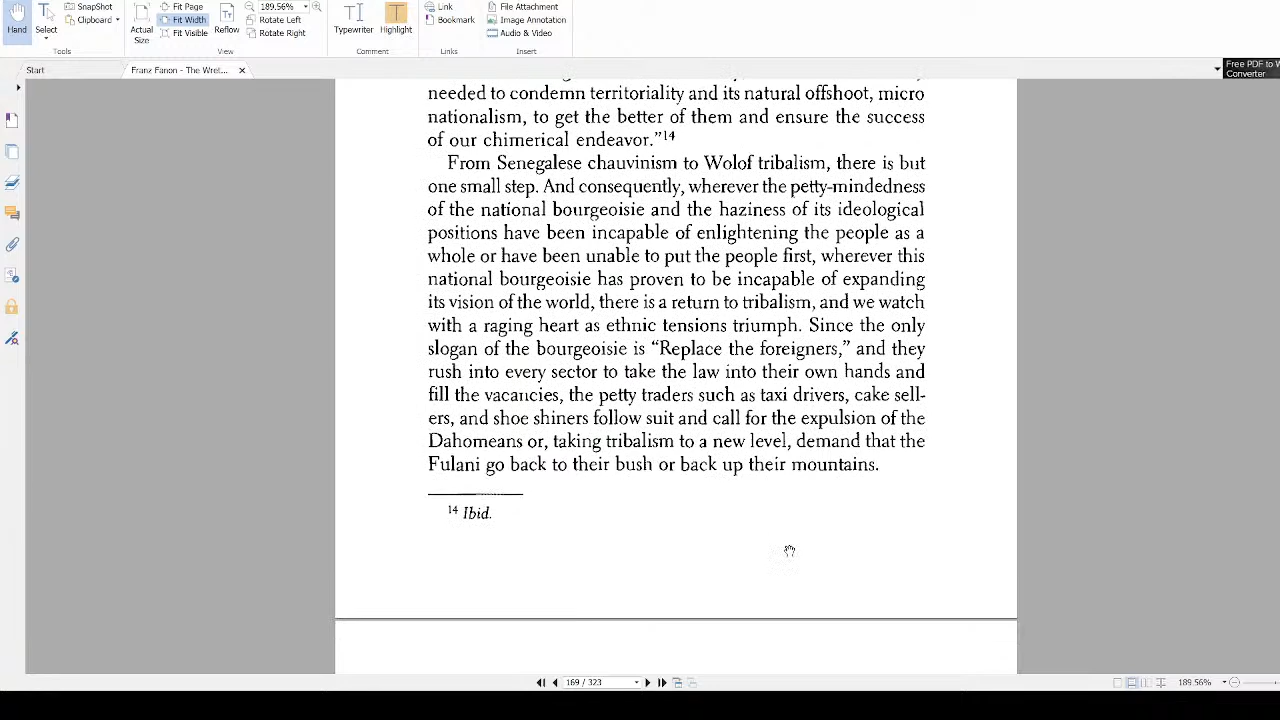 Hand
Select
SnapShot
Clipboard
Tools
Actual
Size
Fit Page
Fit Width
Fit Visible
Reflow
189.56%
Rotate Left
Rotate Right
View
Typewriter
Highlight
Comment
Link
Bookmark
Links
File Attachment
Image Annotation
Audio & Video
Insert
Start
Franz Fanon - The Wret...
Free PDF to W
Converter
needed to condemn territoriality and its natural offshoot, micro
nationalism, to get the better of them and ensure the success
of our chimerical endeavor."14
From Senegalese chauvinism to Wolof tribalism, there is but
one small step. And consequently, wherever the petty-mindedness
of the national bourgeoisie and the haziness of its ideological
positions have been incapable of enlightening the people as a
whole or have been unable to put the people first, wherever this
national bourgeoisie has proven to be incapable of expanding
its vision of the world, there is a return to tribalism, and we watch
with a raging heart as ethnic tensions triumph. Since the only
slogan of the bourgeoisie is "Replace the foreigners," and they
rush into every sector to take the law into their own hands and
fill the vacancies, the petty traders such as taxi drivers, cake sell-
ers, and shoe shiners follow suit and call for the expulsion of the
Dahomeans or, taking tribalism to a new level, demand that the
Fulani go back to their bush or back up their mountains.
14 Ibid.
169 / 323
189.56%